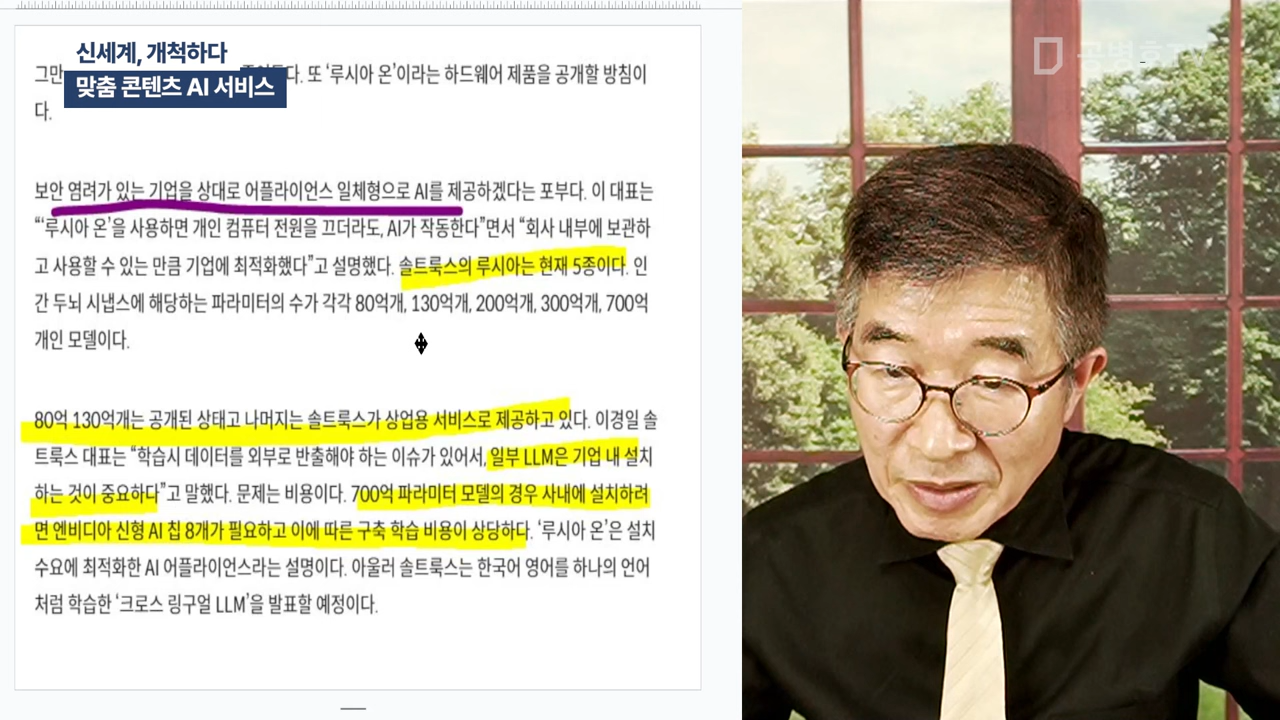 신세계, 개척하다
맞춤 콘텐츠 AI 서비스
그만 다. 또 ‘루시아 온’이라는 하드웨어 제품을 공개할 방침이
다.
보안 염려가 있는 기업을 상대로 어플라이언스 일체형으로 AI를 제공하겠다는 포부다. 이 대표는
“‘루시아 온’을 사용하면 개인 컴퓨터 전원을 끄더라도, AI가 작동한다”면서 “회사 내부에 보관하
고 사용할 수 있는 만큼 기업에 최적화했다”고 설명했다. 솔트룩스의 루시아는 현재 5종이다. 인
간 두뇌 시냅스에 해당하는 파라미터의 수가 각각 80억개, 130억개, 200억개, 300억개, 700억
개인 모델이다.
80억 130억개는 공개된 상태고 나머지는 솔트룩스가 상업용 서비스로 제공하고 있다. 이경일 솔
트룩스 대표는 “학습시 데이터를 외부로 반출해야 하는 이슈가 있어서, 일부 LLM은 기업 내 설치
하는 것이 중요하다”고 말했다. 문제는 비용이다. 700억 파라미터 모델의 경우 사내에 설치하려
면 엔비디아 신형 AI 칩 8개가 필요하고 이에 따른 구축 학습 비용이 상당하다. ‘루시아 온’은 설치
수요에 최적화한 AI 어플라이언스라는 설명이다. 아울러 솔트룩스는 한국어 영어를 하나의 언어
처럼 학습한 ‘크로스 링구얼 LLM’을 발표할 예정이다.
공병호TV